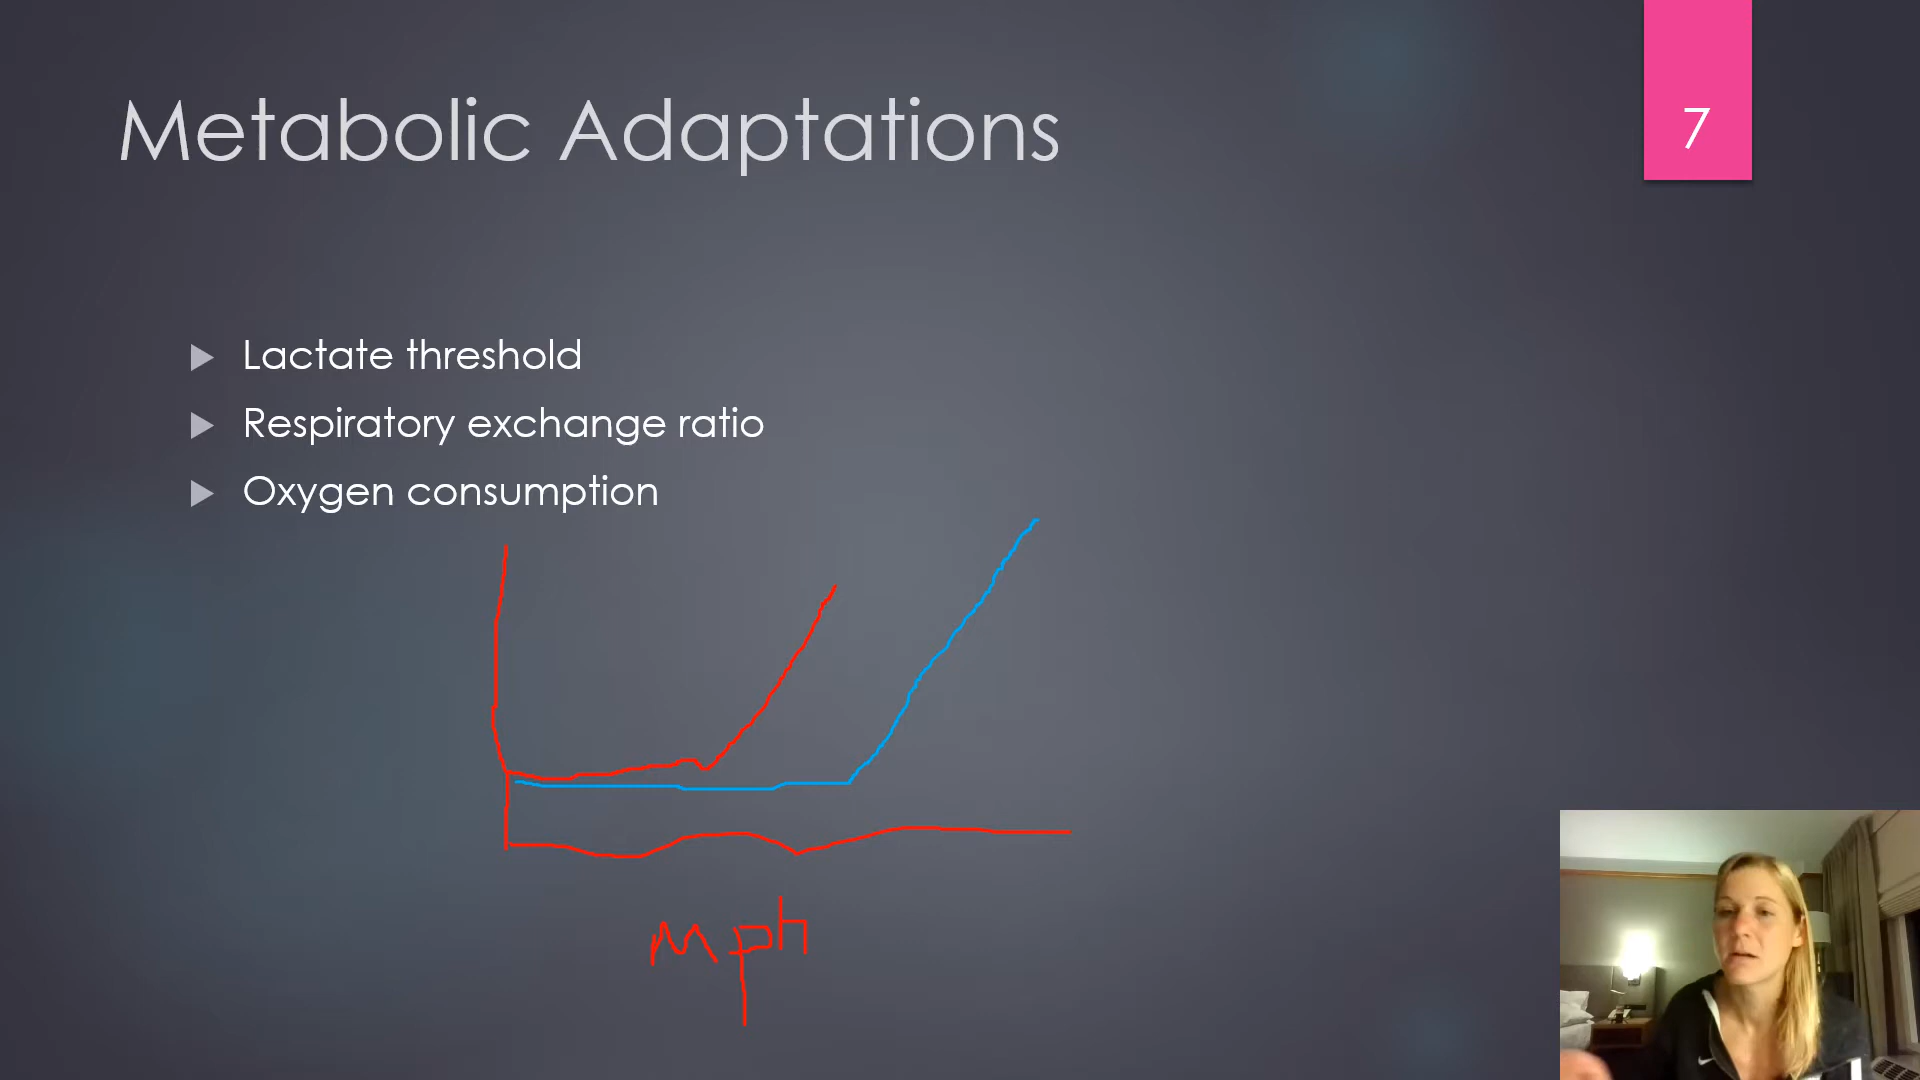 Metabolic Adaptations
7
Lactate threshold
Respiratory exchange ratio
Oxygen consumption
mph